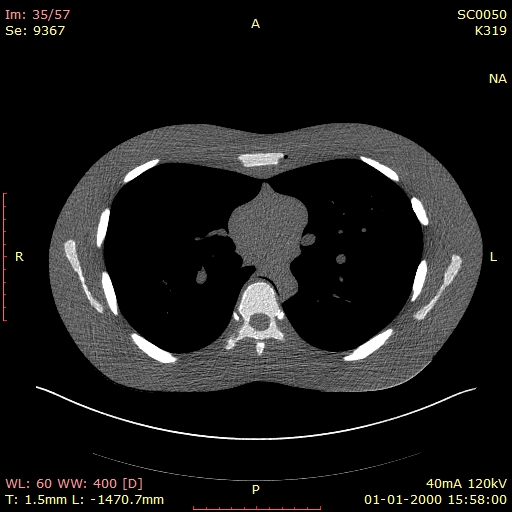 Im: 35/57
Se: 9367
A
SC0050
K319
NA
R
L
WL: 60 WW: 400 [D]
T: 1.5mm L: -1470.7mm
P
40mA 120kV
01-01-2000 15:58:00